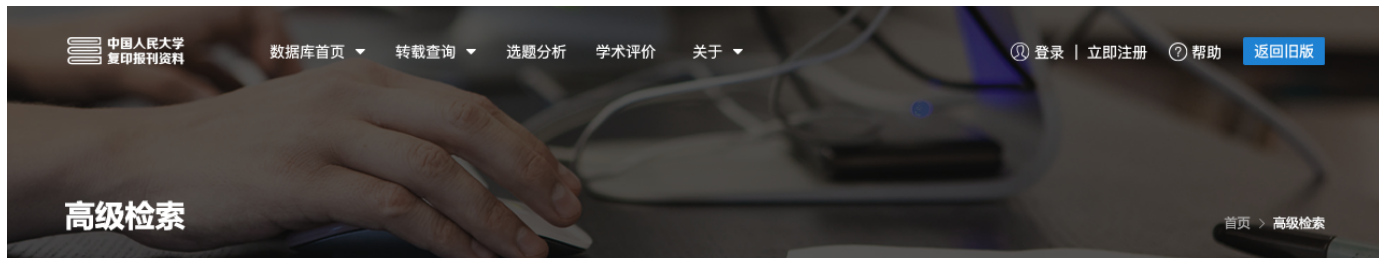 中国人民大学
复印报刊资料
数据库首页 转载查询 选题分析 学术评价 关于 登录 | 立即注册 ? 帮助 返回旧版
高级检索
首页 > 高级检索